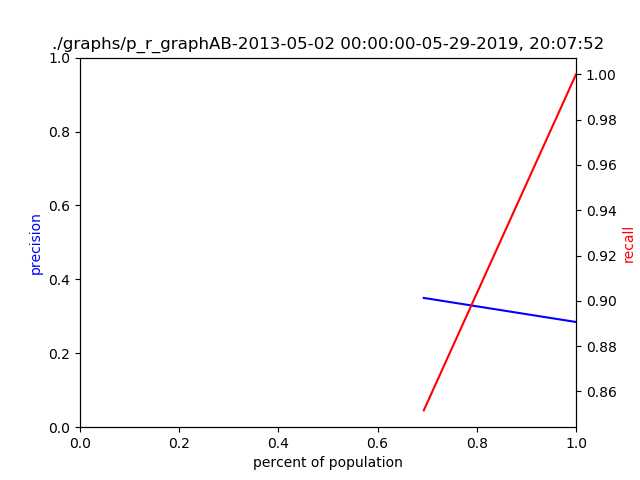 ./graphs/p_r_graphAB-2013-05-02 00:00:00-05-29-2019, 20:07:52
1.0
0.8
0.6
0.4
0.2
0.0
precision
0.0 0.2 0.4 0.6 0.8 1.0
percent of population
1.00
0.98
0.96
0.94
0.92
0.90
0.88
0.86
recall